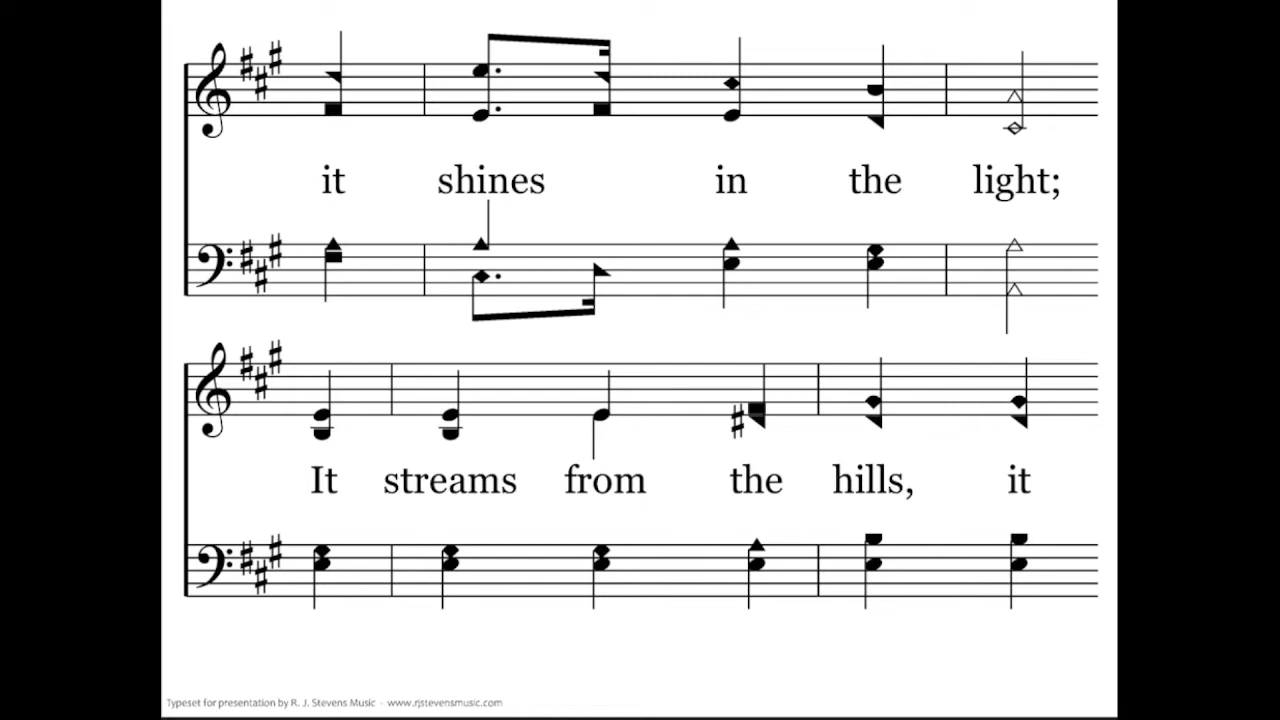 it shines in the light;
It streams from the hills, it
Typeset for presentation by R. J. Stevens Music - www.rjstevensmusic.com